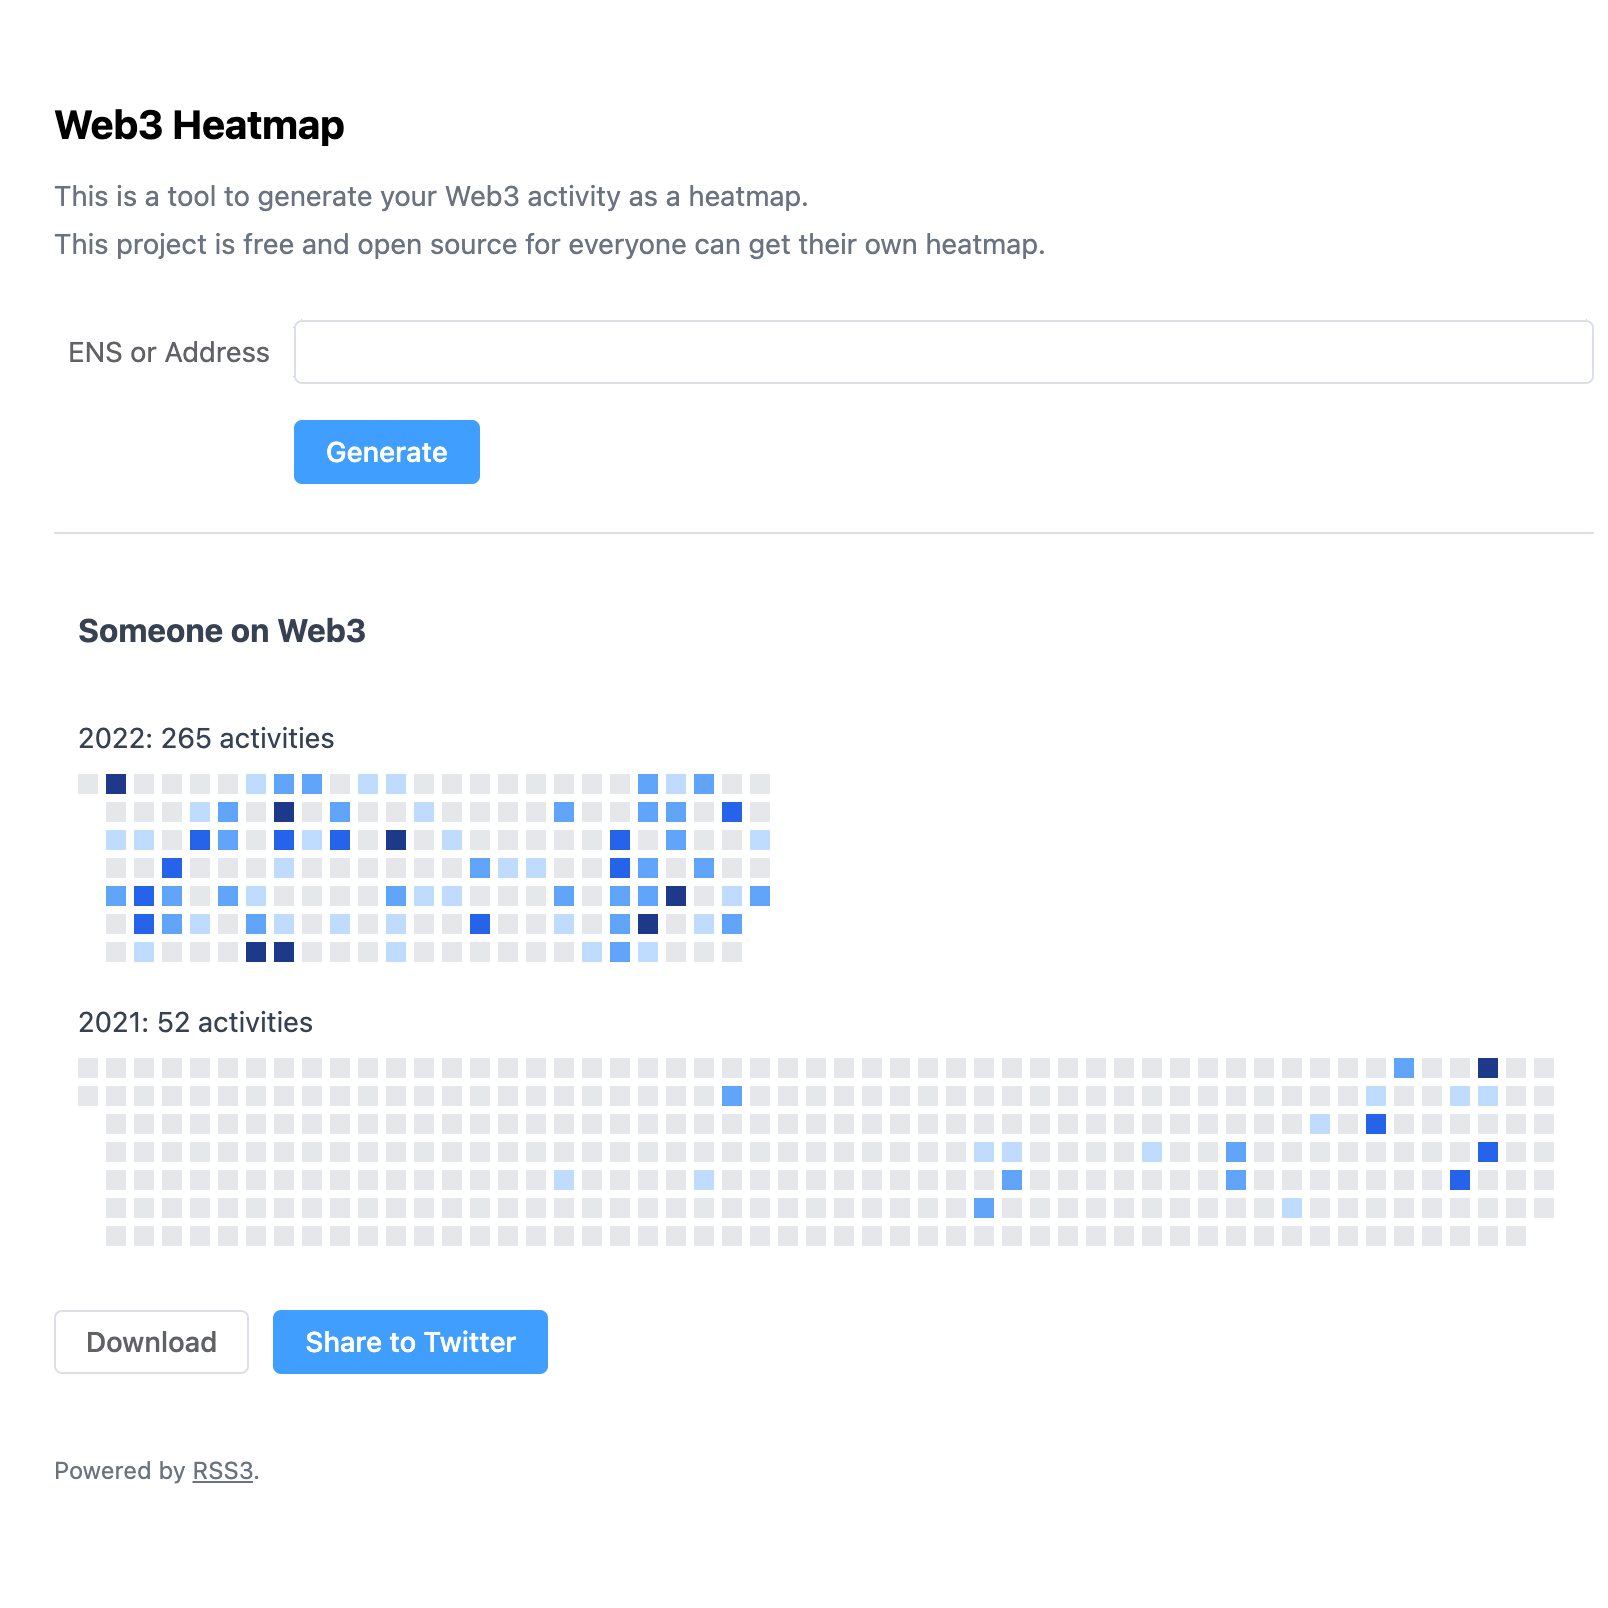 Web3 Heatmap
This is a tool to generate your Web3 activity as a heatmap.
This project is free and open source for everyone can get their own heatmap.
ENS or Address
Generate
Someone on Web3
2022: 265 activities
2021: 52 activities
Download
Share to Twitter
Powered by RSS3.